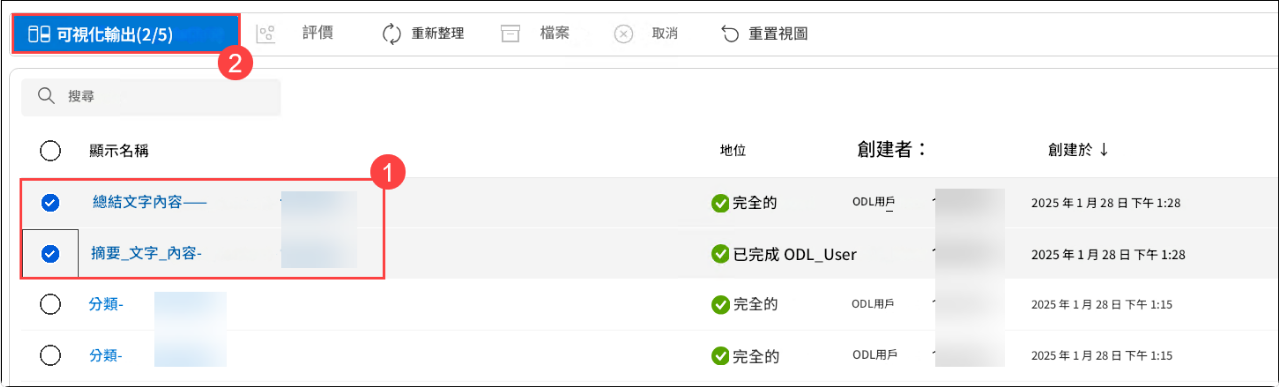 可視化輸出(2/5) 評價 重新整理 檔案 取消 重置視圖
2
搜尋
顯示名稱 地位 創建者： 創建於 ↓
1
總結文字內容—— 完全的 ODL用戶 2025 年 1 月 28 日 下午 1:28
摘要_文字_內容- 已完成 ODL_User 2025 年 1 月 28 日 下午 1:28
分類- 完全的 ODL用戶 2025 年 1 月 28 日 下午 1:15
分類- 完全的 ODL用戶 2025 年 1 月 28 日 下午 1:15